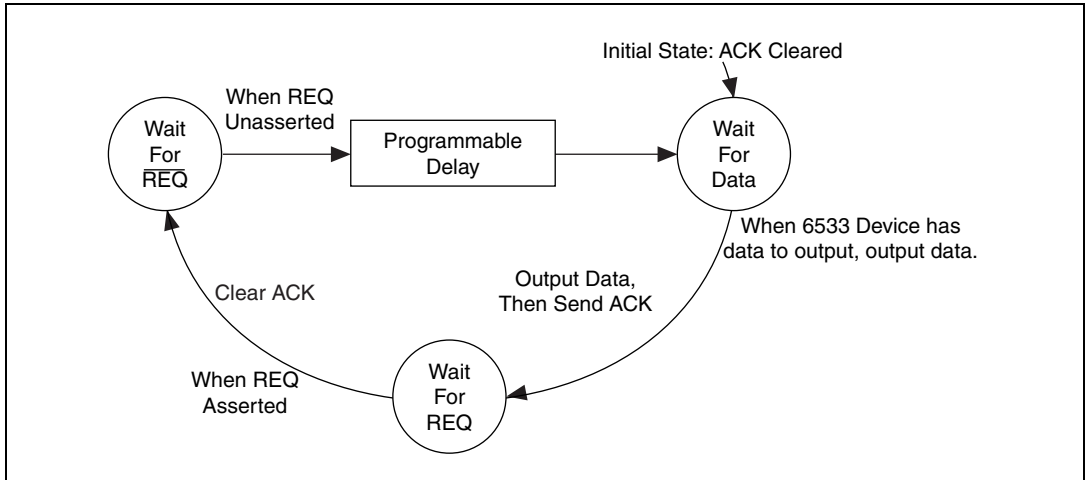 Initial State: ACK Cleared
When REQ
Unasserted
Wait
For
R̅E̅Q̅
Programmable
Delay
Wait
For
Data
When 6533 Device has
data to output, output data.
Output Data,
Then Send ACK
Clear ACK
When REQ
Asserted
Wait
For
REQ